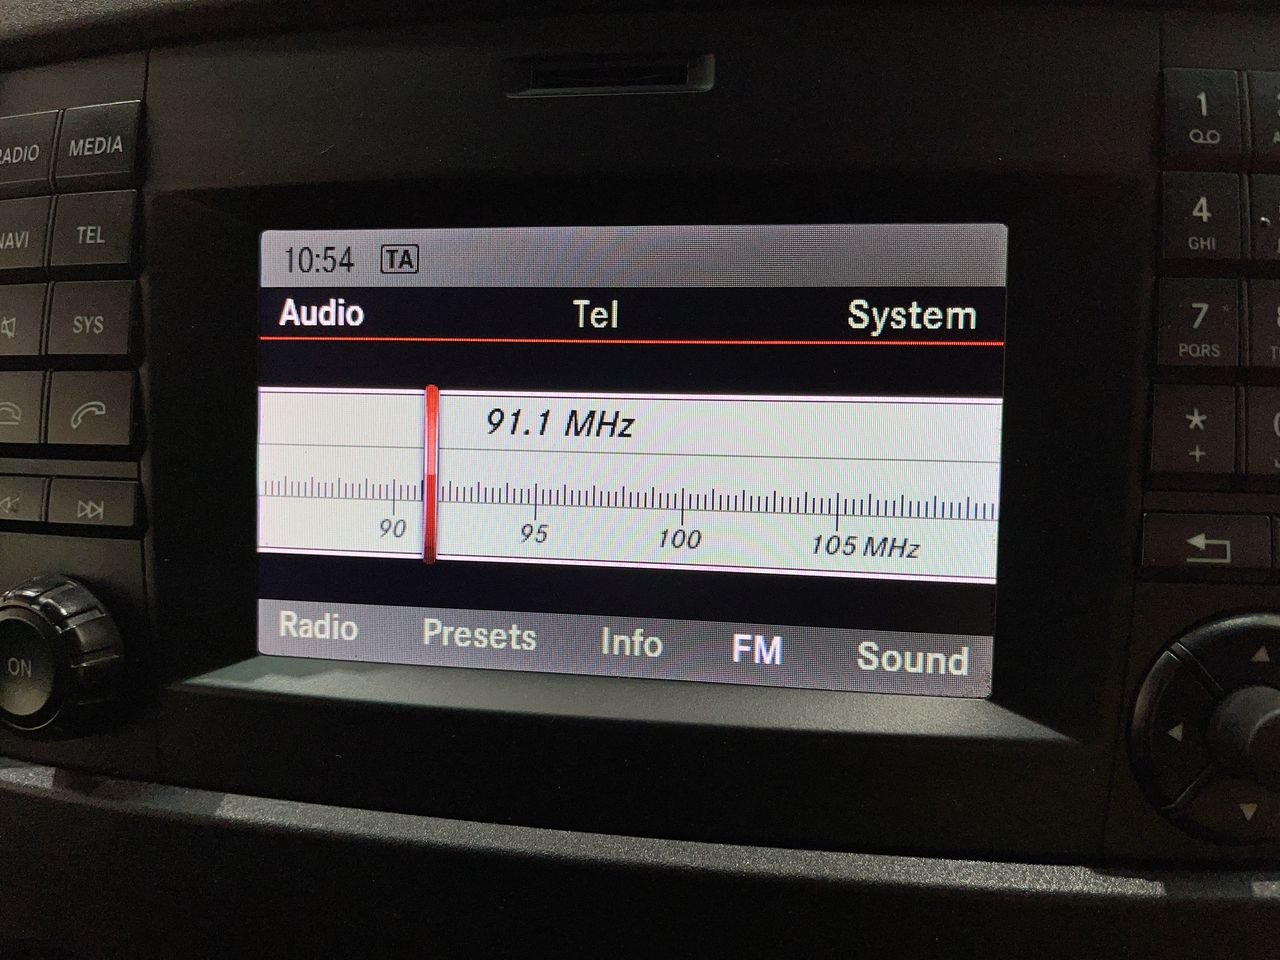 RADIO MEDIA
NAVI TEL
SYS
ON
10:54 TA
Audio Tel System
91.1 MHz
90 95 100 105 MHz
Radio Presets Info FM Sound
1
4
GHI
7
PQRS
*
+